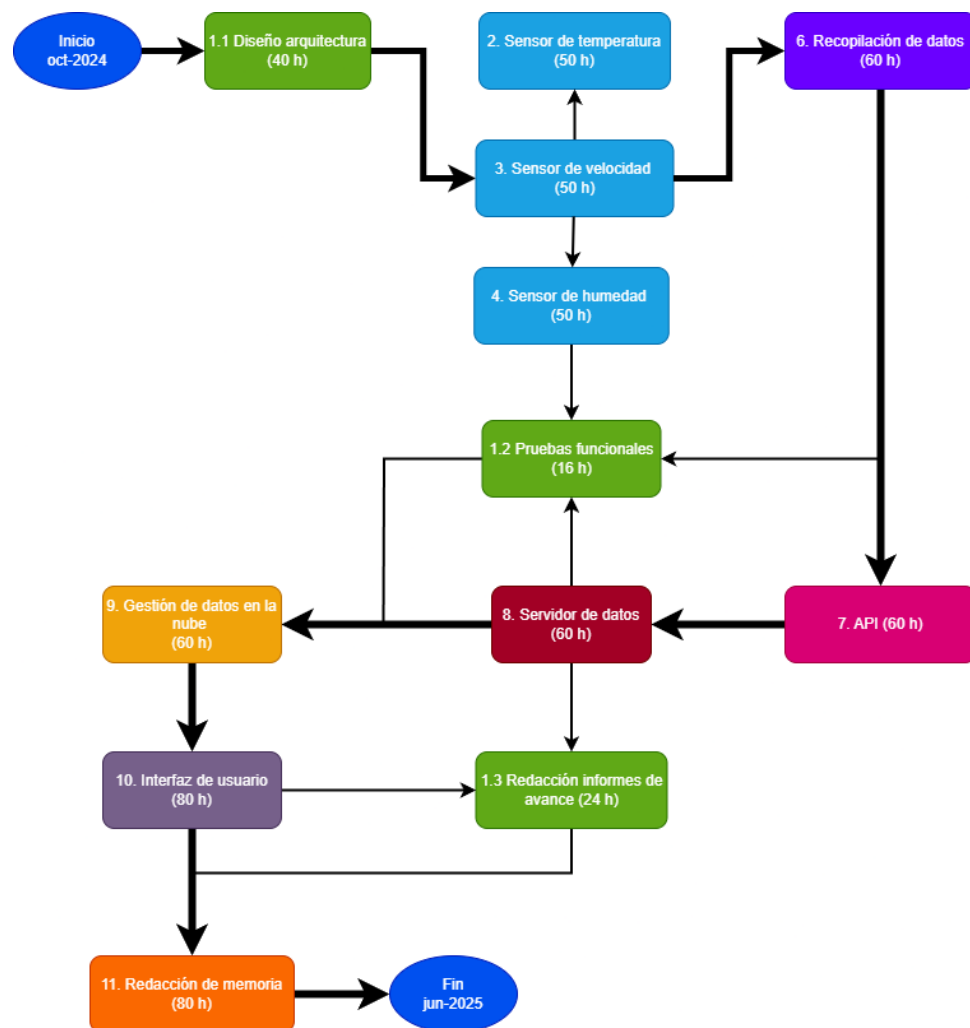 Inicio
oct-2024
1.1 Diseño arquitectura
(40 h)
2. Sensor de temperatura
(50 h)
6. Recopilación de datos
(60 h)
3. Sensor de velocidad
(50 h)
4. Sensor de humedad
(50 h)
1.2 Pruebas funcionales
(16 h)
9. Gestión de datos en la
nube
(60 h)
8. Servidor de datos
(60 h)
7. API (60 h)
10. Interfaz de usuario
(80 h)
1.3 Redacción informes de
avance (24 h)
11. Redacción de memoria
(80 h)
Fin
jun-2025